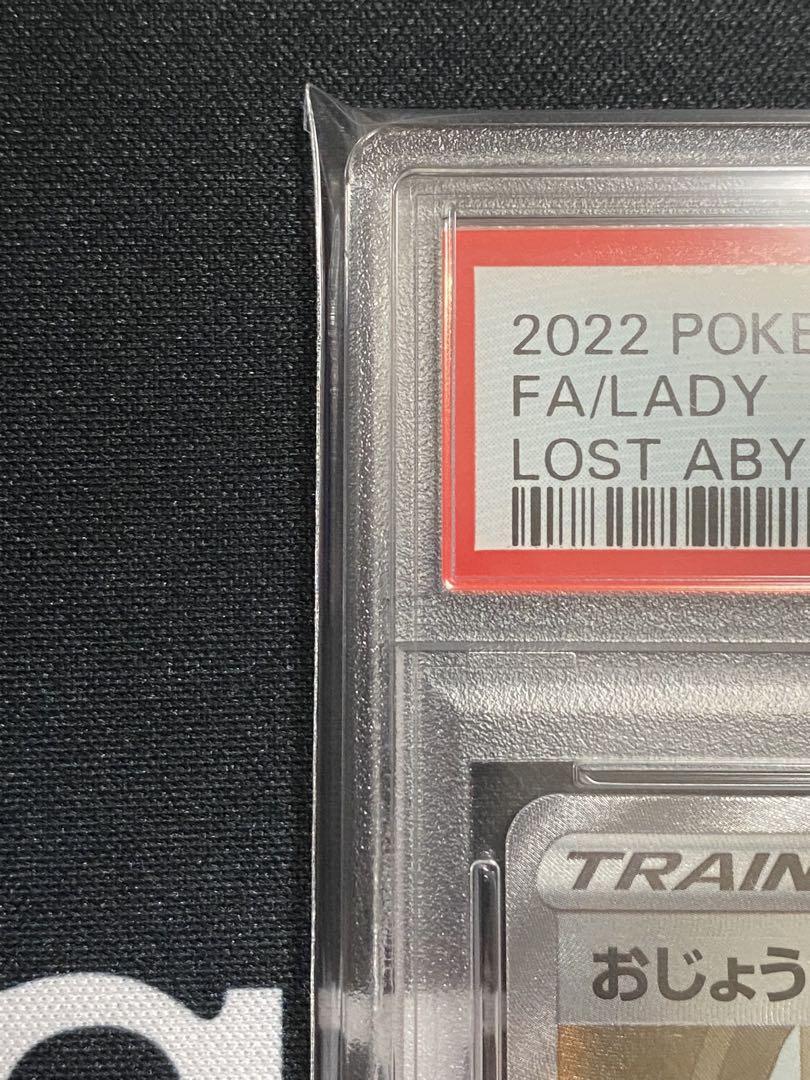 2022 POKE
FA/LADY
LOST ABY
TRAIN
おじょう